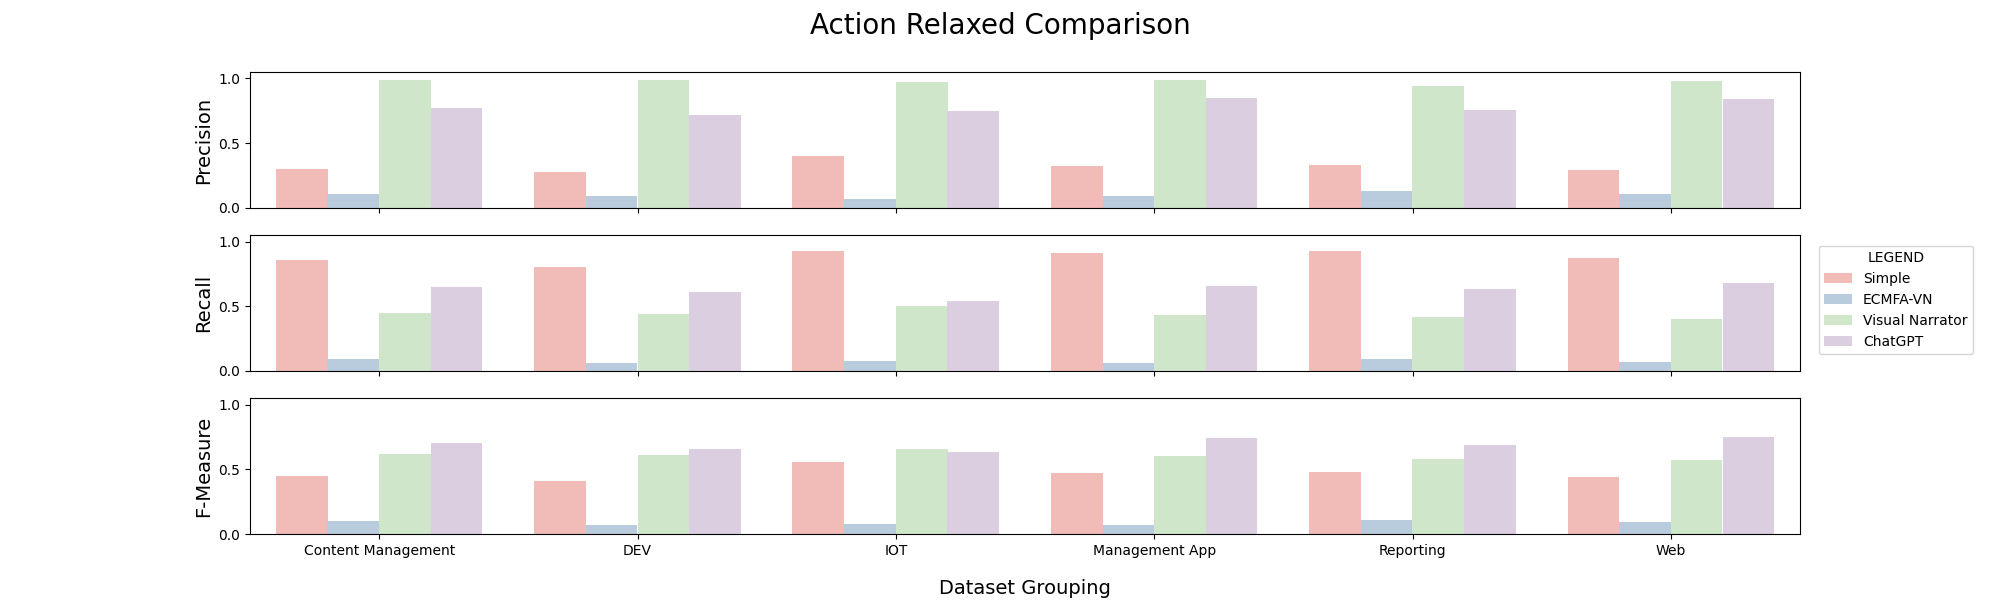 Action Relaxed Comparison
Precision
1.0
0.5
0.0
Recall
1.0
0.5
0.0
F-Measure
1.0
0.5
0.0
Content Management
DEV
IOT
Management App
Reporting
Web
Dataset Grouping
LEGEND
Simple
ECMFA-VN
Visual Narrator
ChatGPT